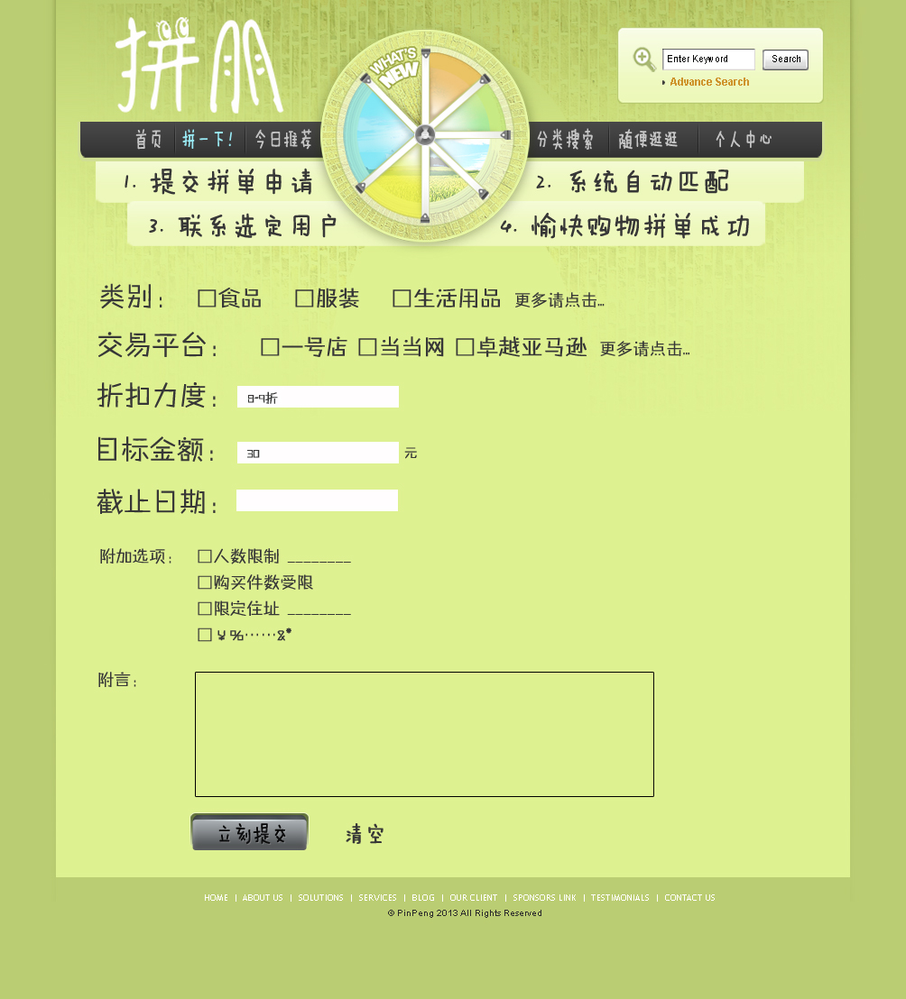 拼朋
WHAT'S NEW
Enter Keyword Search
Advance Search
首页 拼一下! 今日推荐 分类搜索 随便逛逛 个人中心
1. 提交拼单申请 2. 系统自动匹配
3. 联系选定用户 4. 愉快购物拼单成功
类别: □食品 □服装 □生活用品 更多请点击...
交易平台: □一号店 □当当网 □卓越亚马逊 更多请点击...
折扣力度: 8-9折
目标金额: 30 元
截止日期:
附加选项: □人数限制 ________
□购买件数受限
□限定住址 ________
□ ¥%……&*
附言:
立刻提交 清空
HOME | ABOUT US | SOLUTIONS | SERVICES | BLOG | OUR CLIENT | SPONSORS LINK | TESTIMONIALS | CONTACT US
© PinPeng 2013 All Rights Reserved